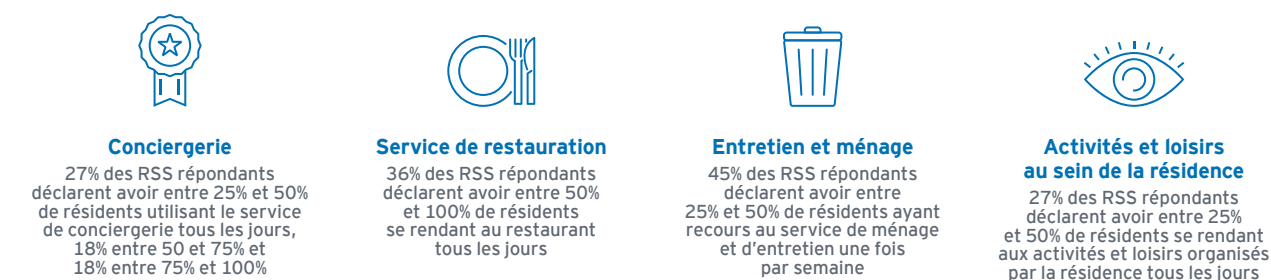 Conciergerie
27% des RSS répondants
déclarent avoir entre 25% et 50%
de résidents utilisant le service
de conciergerie tous les jours,
18% entre 50 et 75% et
18% entre 75% et 100%
Service de restauration
36% des RSS répondants
déclarent avoir entre 50%
et 100% de résidents
se rendant au restaurant
tous les jours
Entretien et ménage
45% des RSS répondants
déclarent avoir entre
25% et 50% de résidents ayant
recours au service de ménage
et d'entretien une fois
par semaine
Activités et loisirs
au sein de la résidence
27% des RSS répondants
déclarent avoir entre 25%
et 50% de résidents se rendant
aux activités et loisirs organisés
par la résidence tous les jours